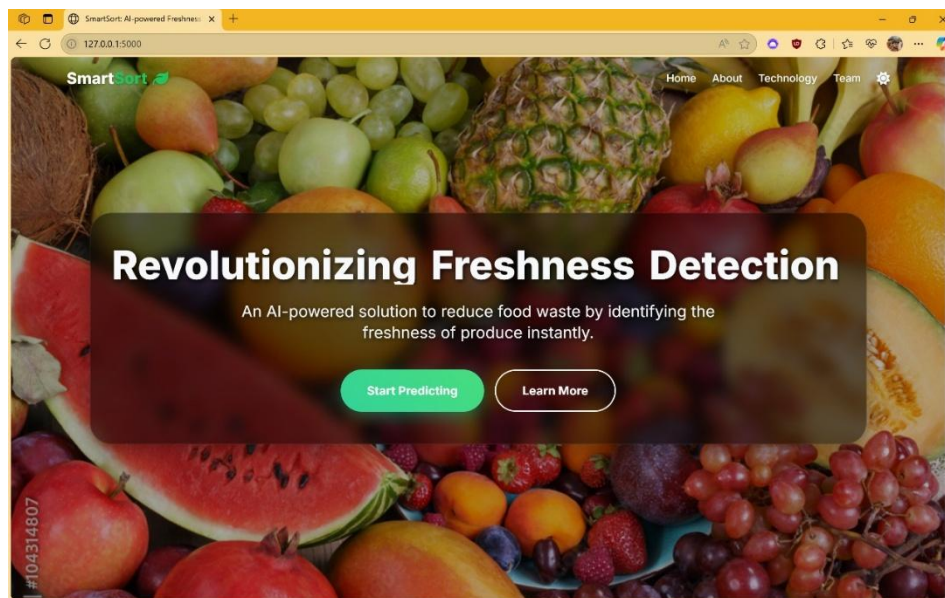 SmartSort: AI-powered Freshness
127.0.0.1:5000
SmartSort
Home About Technology Team
Revolutionizing Freshness Detection
An AI-powered solution to reduce food waste by identifying the
freshness of produce instantly.
Start Predicting Learn More
| #104314807